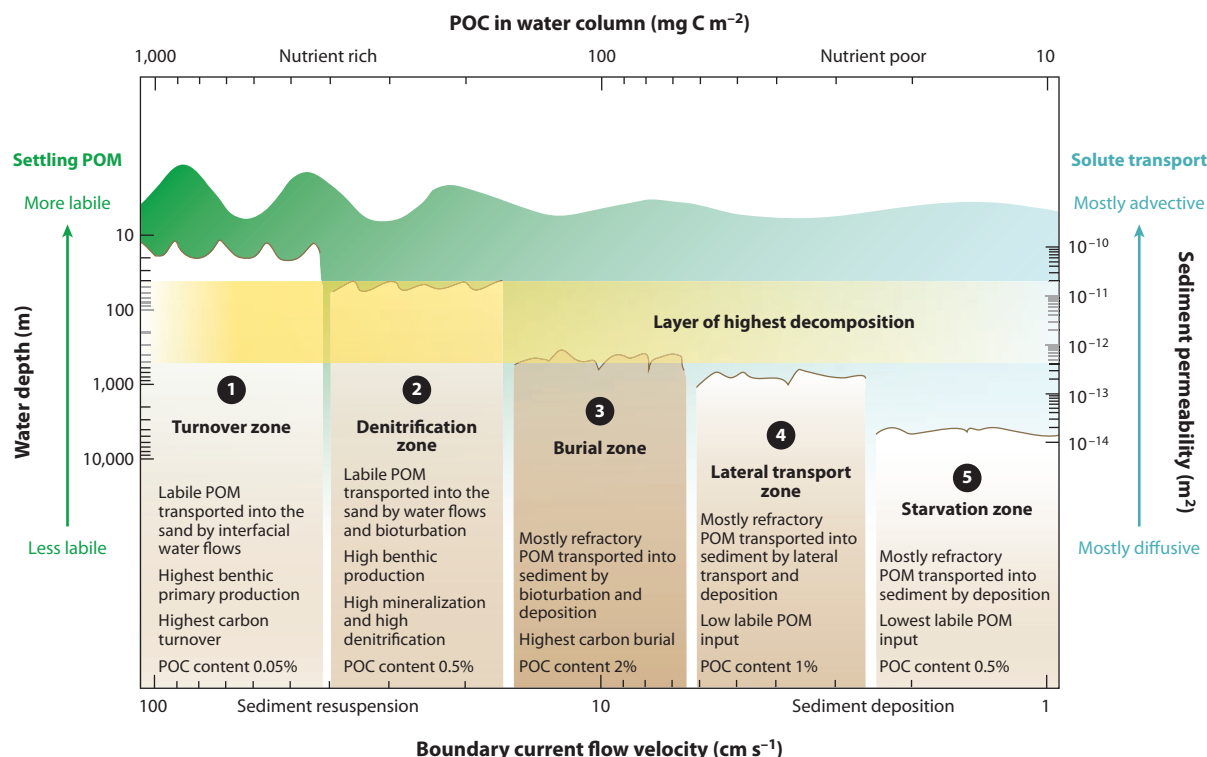 POC in water column (mg C m⁻²)
1,000 Nutrient rich 100 Nutrient poor 10
Settling POM
More labile
Less labile
Water depth (m)
10
100
1,000
10,000
Solute transport
Mostly advective
Mostly diffusive
Sediment permeability (m²)
10⁻¹⁰
10⁻¹¹
10⁻¹²
10⁻¹³
10⁻¹⁴
Layer of highest decomposition
1
Turnover zone
Labile POM
transported into the
sand by interfacial
water flows
Highest benthic
primary production
Highest carbon
turnover
POC content 0.05%
2
Denitrification
zone
Labile POM
transported into the
sand by water flows
and bioturbation
High benthic
production
High mineralization
and high
denitrification
POC content 0.5%
3
Burial zone
Mostly refractory
POM transported into
sediment by
bioturbation and
deposition
Highest carbon burial
POC content 2%
4
Lateral transport
zone
Mostly refractory
POM transported into
sediment by lateral
transport and
deposition
Low labile POM
input
POC content 1%
5
Starvation zone
Mostly refractory
POM transported into
sediment by deposition
Lowest labile POM
input
POC content 0.5%
100 Sediment resuspension 10 Sediment deposition 1
Boundary current flow velocity (cm s⁻¹)